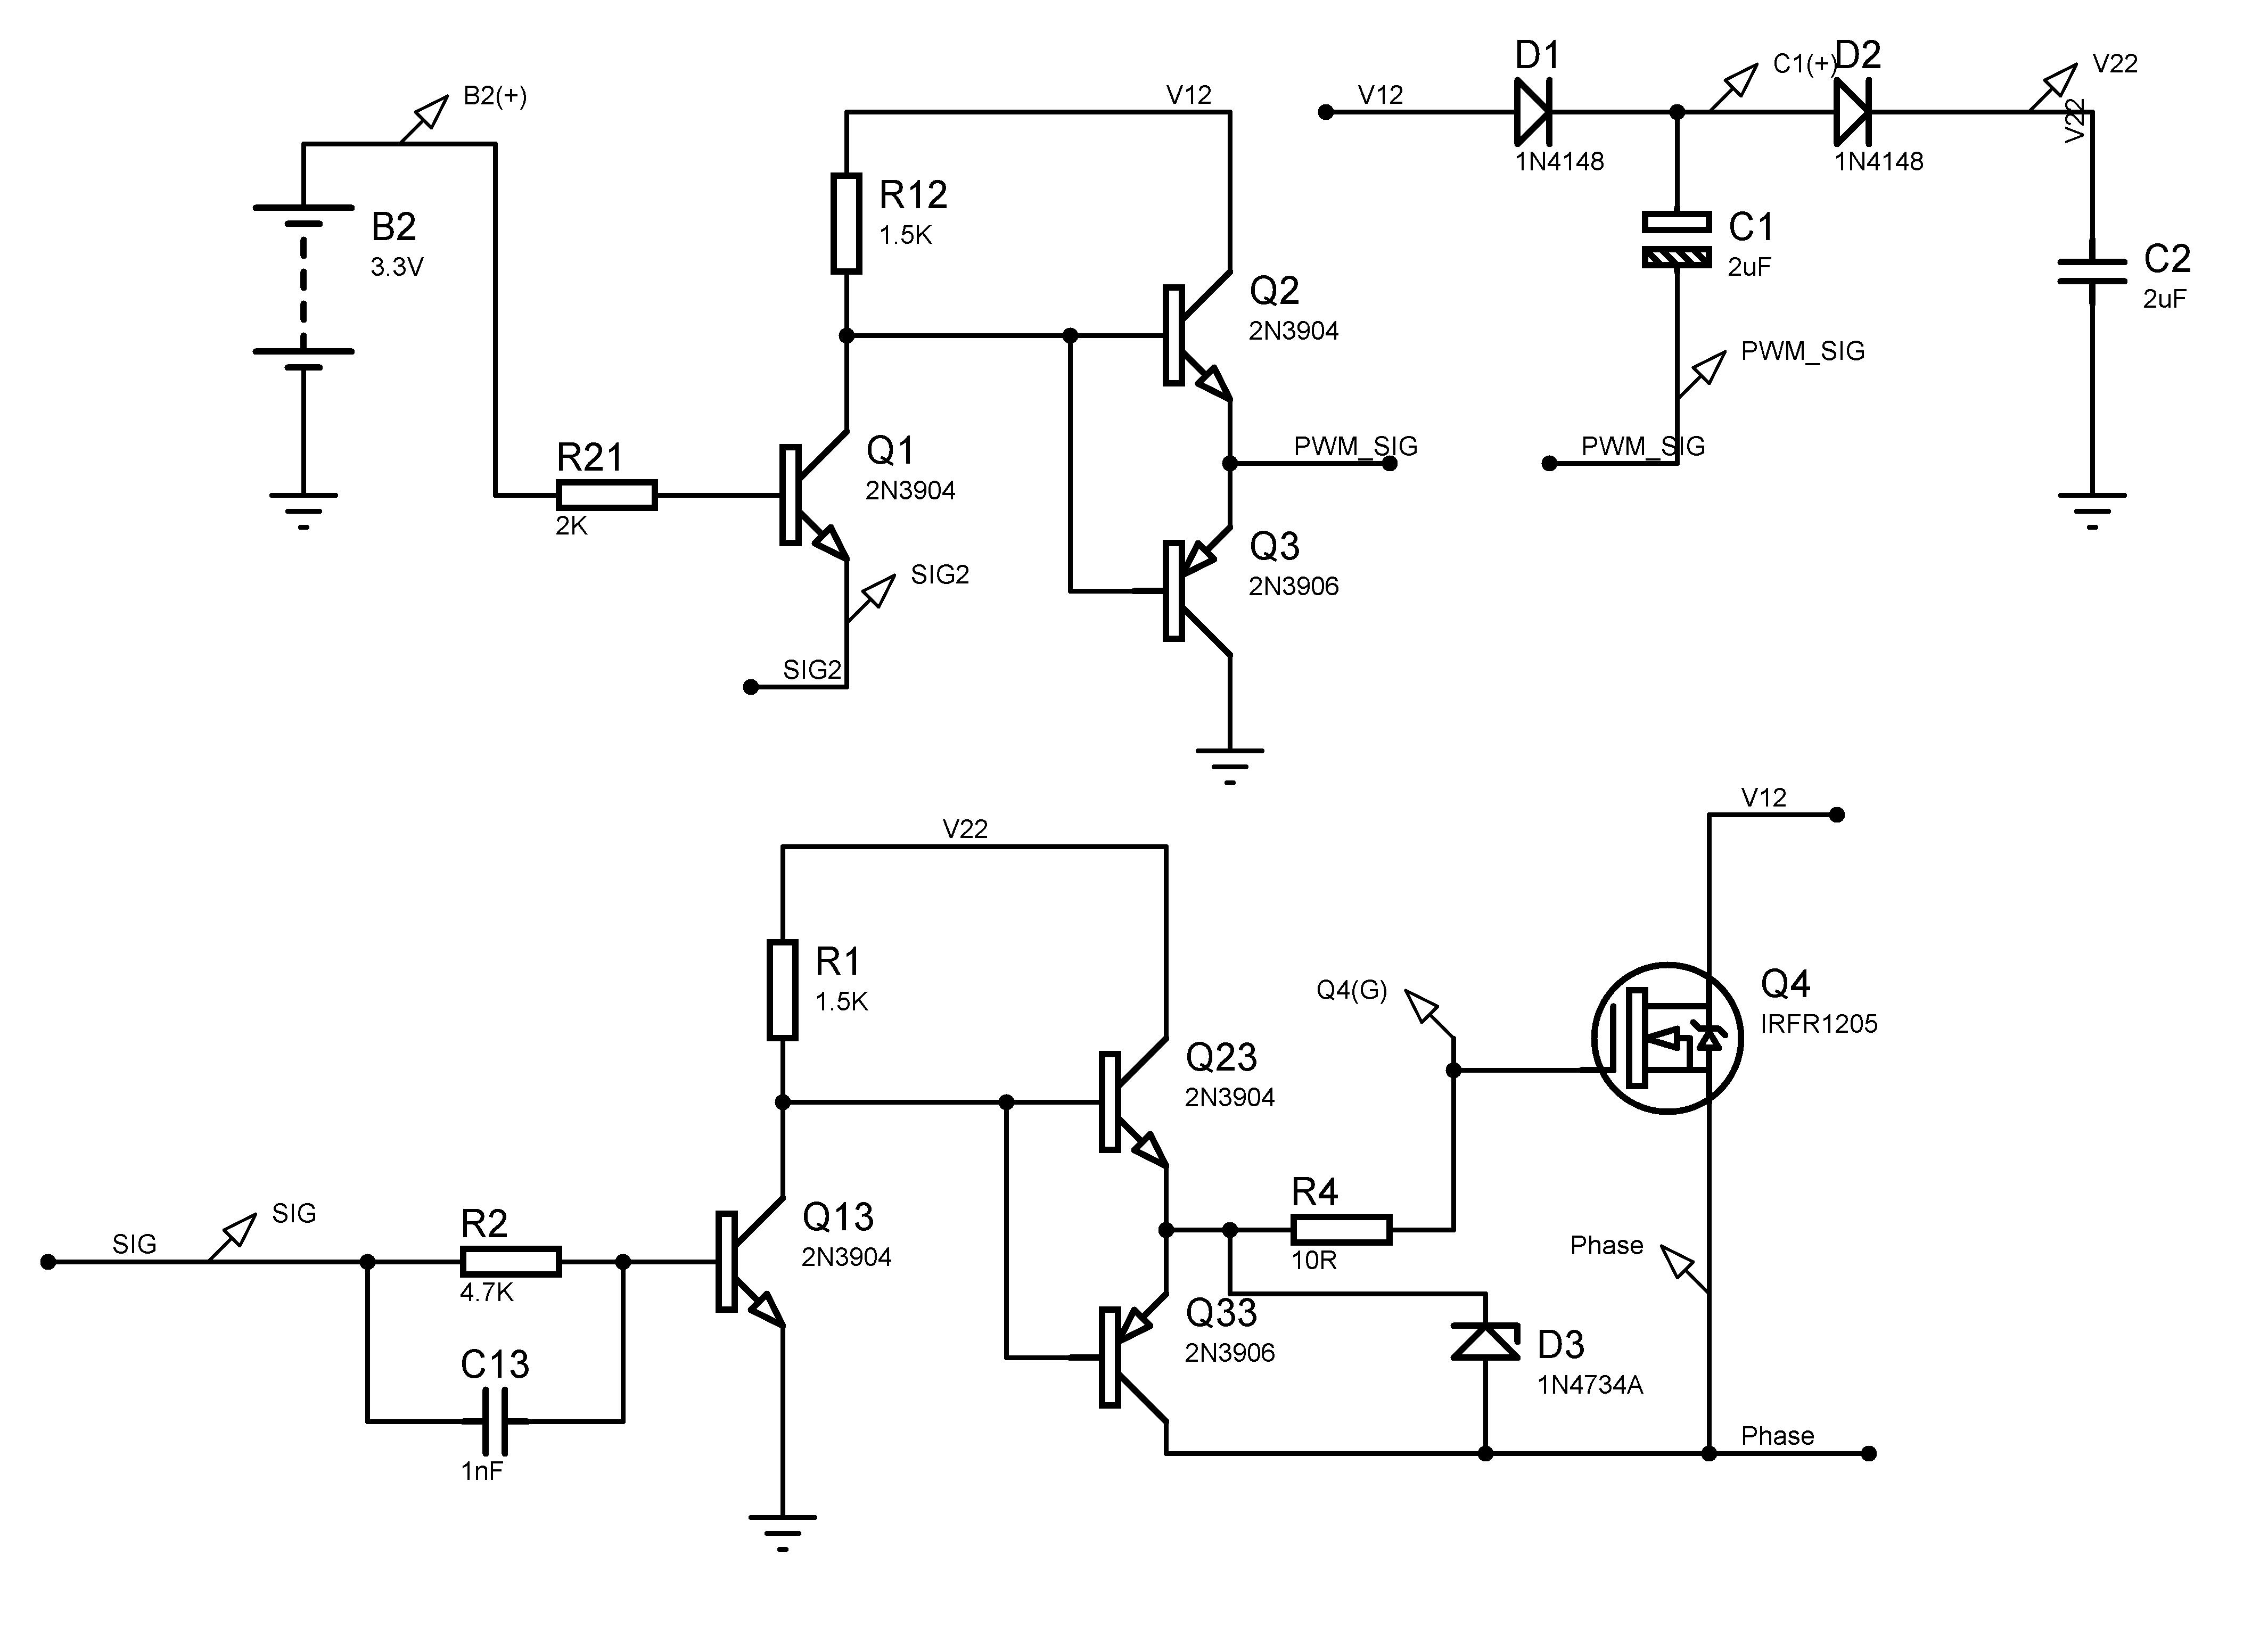 D1
C1(+)
D2
V22
B2(+)
V12
V12
V22
1N4148
1N4148
R12
1.5K
B2
3.3V
C1
2uF
C2
2uF
Q2
2N3904
PWM_SIG
R21
2K
Q1
2N3904
PWM_SIG
PWM_SIG
Q3
2N3906
SIG2
SIG2
V12
V22
R1
1.5K
Q4(G)
Q4
IRFR1205
Q23
2N3904
SIG
SIG
R2
4.7K
Q13
2N3904
R4
10R
Phase
Q33
2N3906
D3
1N4734A
C13
1nF
Phase